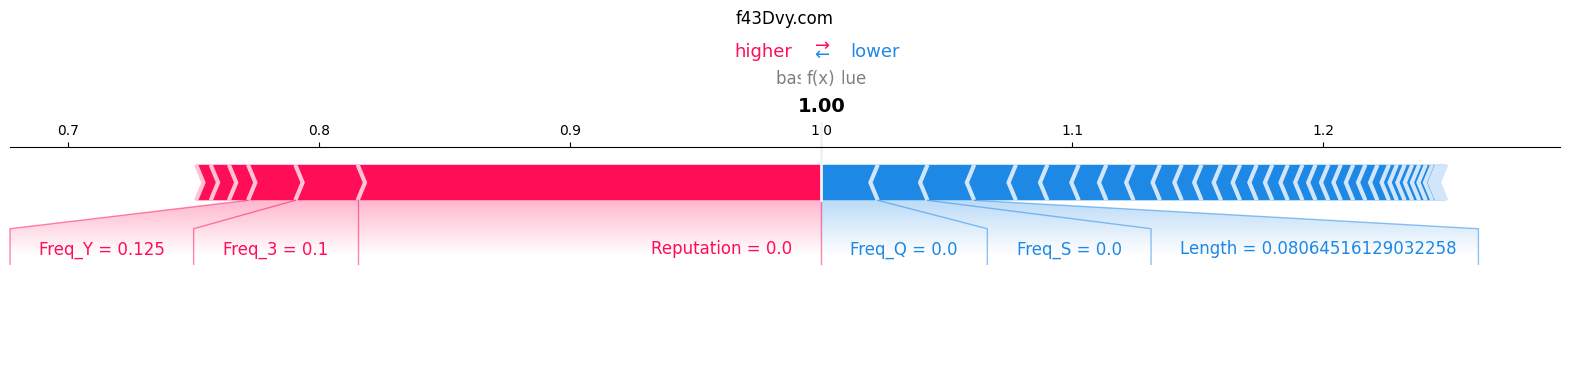 f43Dvy.com
higher ⇄ lower
f(x) lue
1.00
0.7 0.8 0.9 1 0 1.1 1.2
Freq_Y = 0.125 Freq_3 = 0.1 Reputation = 0.0 Freq_Q = 0.0 Freq_S = 0.0 Length = 0.08064516129032258